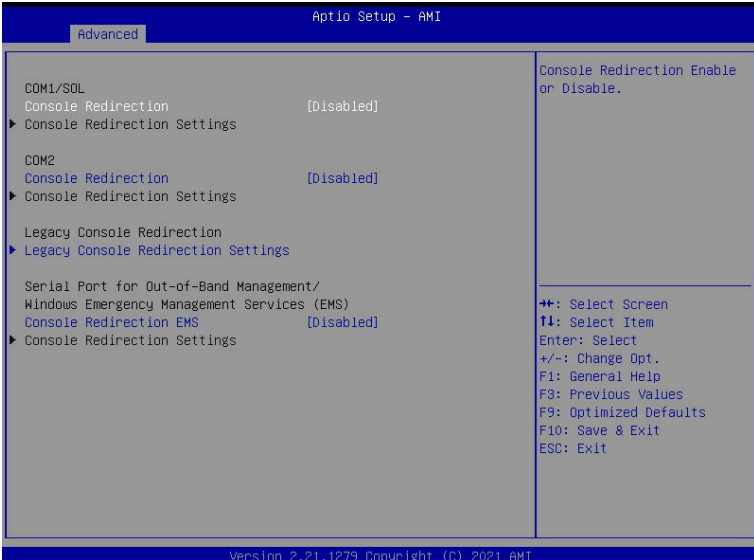 Aptio Setup – AMI
Advanced
COM1/SOL
Console Redirection [Disabled]
▶ Console Redirection Settings
COM2
Console Redirection [Disabled]
▶ Console Redirection Settings
Legacy Console Redirection
▶ Legacy Console Redirection Settings
Serial Port for Out-of-Band Management/
Windows Emergency Management Services (EMS)
Console Redirection EMS [Disabled]
▶ Console Redirection Settings
Console Redirection Enable
or Disable.
→←: Select Screen
↑↓: Select Item
Enter: Select
+/-: Change Opt.
F1: General Help
F3: Previous Values
F9: Optimized Defaults
F10: Save & Exit
ESC: Exit
Version 2.21.1279 Copyright (C) 2021 AMI